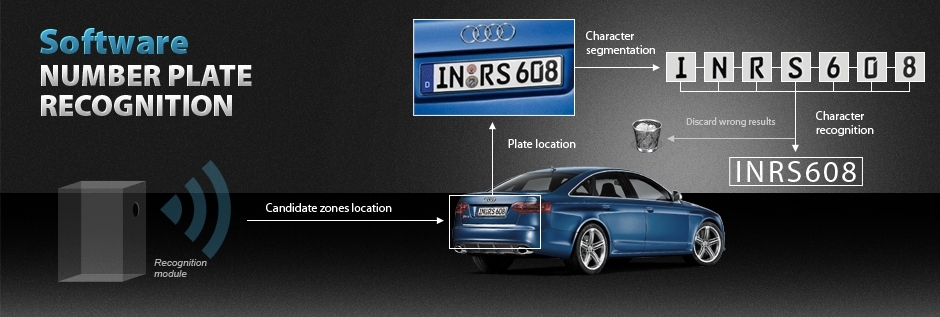 Software
NUMBER PLATE
RECOGNITION
Recognition
module
Candidate zones location
IN RS 608
Plate location
D
IN RS 608
Character
segmentation
I N R S 6 0 8
Discard wrong results
Character
recognition
INRS608